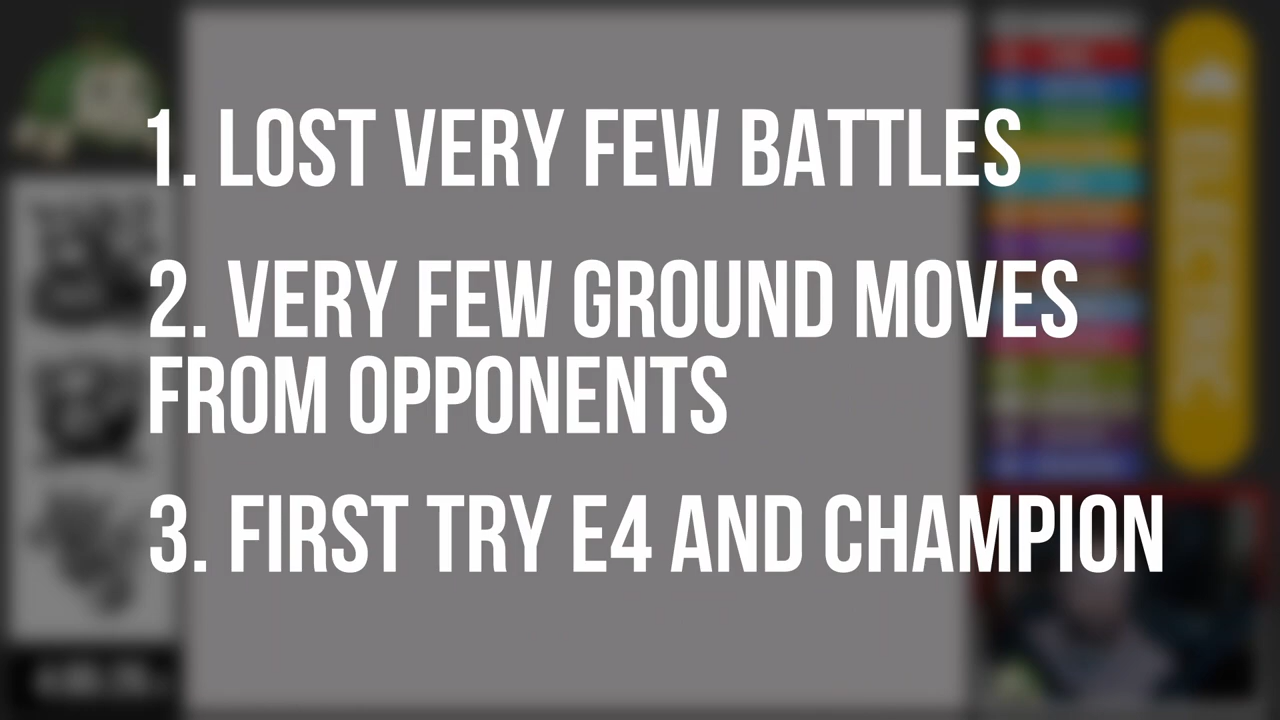 1. LOST VERY FEW BATTLES
2. VERY FEW GROUND MOVES
FROM OPPONENTS
3. FIRST TRY E4 AND CHAMPION